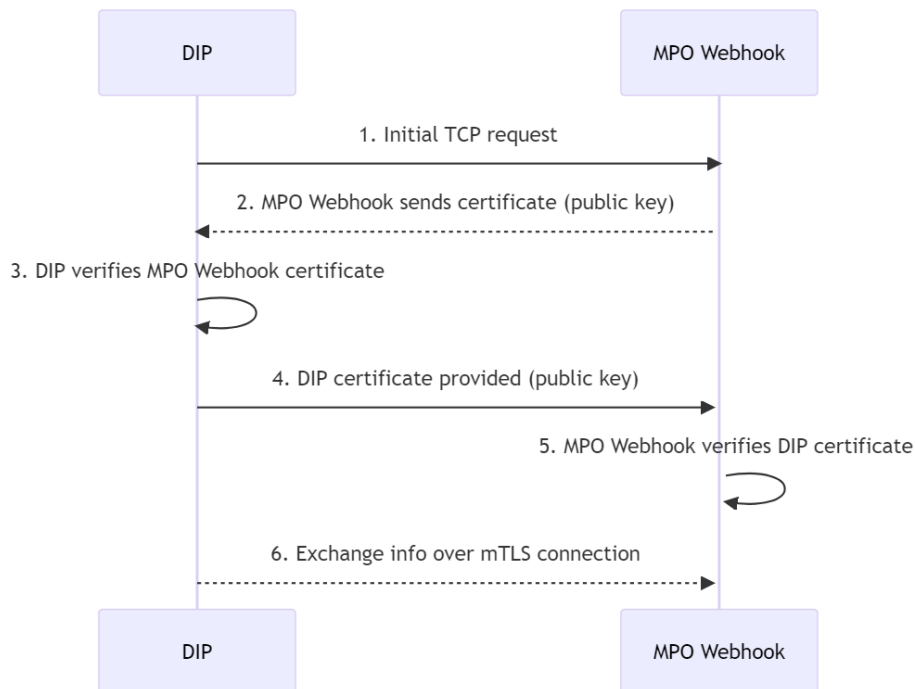 DIP
MPO Webhook
1. Initial TCP request
2. MPO Webhook sends certificate (public key)
3. DIP verifies MPO Webhook certificate
4. DIP certificate provided (public key)
5. MPO Webhook verifies DIP certificate
6. Exchange info over mTLS connection
DIP
MPO Webhook